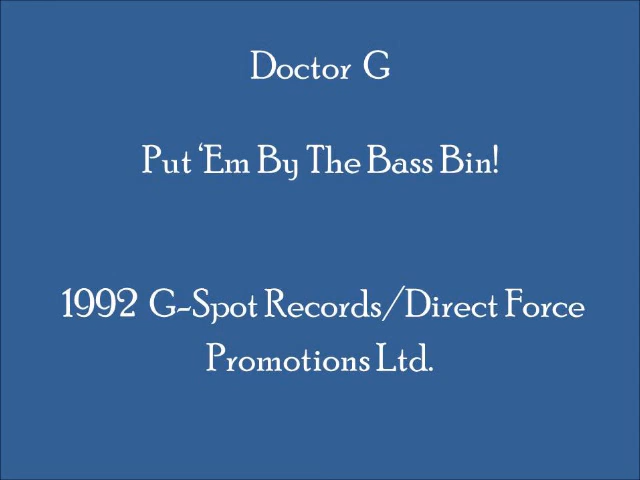 Doctor G
Put ‘Em By The Bass Bin!
1992 G-Spot Records/Direct Force
Promotions Ltd.